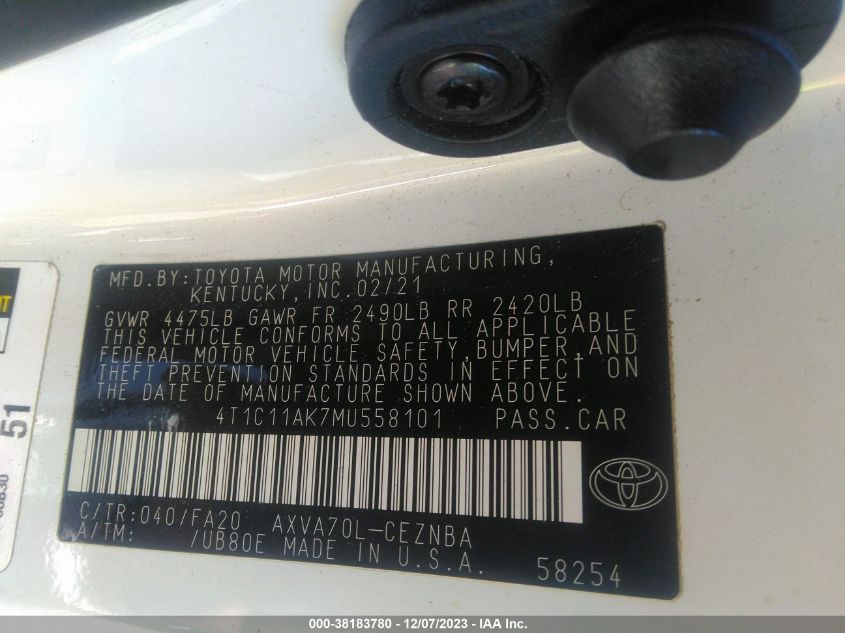 MFD.BY:TOYOTA MOTOR MANUFACTURING,
KENTUCKY,INC.02/21
GVWR 4475LB GAWR FR 2490LB RR 2420LB
THIS VEHICLE CONFORMS TO ALL APPLICABLE
FEDERAL MOTOR VEHICLE SAFETY,BUMPER,AND
THEFT PREVENTION STANDARDS IN EFFECT ON
THE DATE OF MANUFACTURE SHOWN ABOVE.
4T1C11AK7MU558101 PASS.CAR
C/TR:040/FA20 AXVA70L-CEZNBA
A/TM: /UB80E MADE IN U.S.A.
58254
51
000-38183780 - 12/07/2023 - IAA Inc.